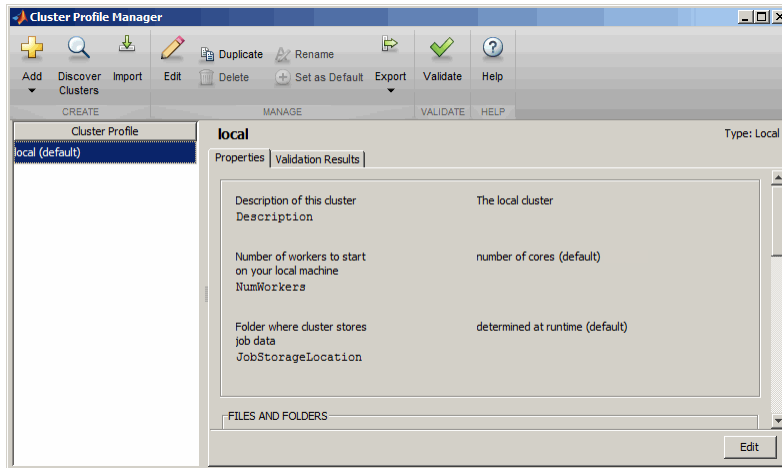 Cluster Profile Manager
Add
Discover Clusters
Import
Edit
Duplicate
Delete
Rename
Set as Default
Export
Validate
Help
CREATE
MANAGE
VALIDATE
HELP
Cluster Profile
local (default)
local
Type: Local
Properties
Validation Results
Description of this cluster
The local cluster
Description
Number of workers to start
number of cores (default)
on your local machine
NumWorkers
Folder where cluster stores
determined at runtime (default)
job data
JobStorageLocation
FILES AND FOLDERS
Edit